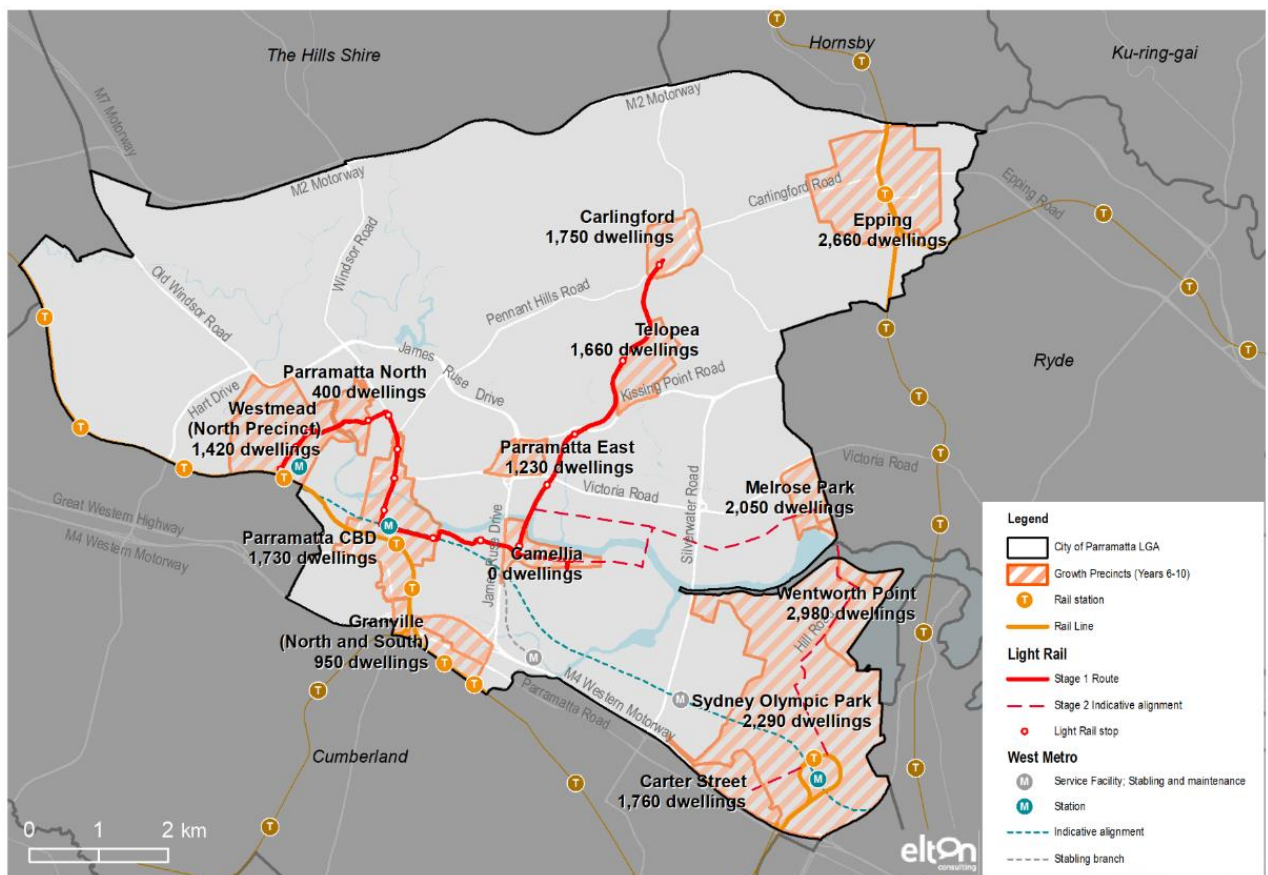 The Hills Shire
Hornsby
Ku-ring-gai
M7 Motorway
M2 Motorway
M2 Motorway
Carlingford Road
Epping Road
Carlingford
1,750 dwellings
Epping
2,660 dwellings
Windsor Road
Old Windsor Road
Pennant Hills Road
Telopea
1,660 dwellings
Kissing Point Road
James Ruse Drive
Ryde
Parramatta North
400 dwellings
Hart Drive
Westmead
(North Precinct)
1,420 dwellings
Parramatta East
1,230 dwellings
Victoria Road
Victoria Road
Silverwater Road
Melrose Park
2,050 dwellings
Great Western Highway
M4 Western Motorway
Parramatta CBD
1,730 dwellings
James Ruse Drive
Camellia
0 dwellings
Wentworth Point
2,980 dwellings
Hill Road
Granville
(North and South)
950 dwellings
M4 Western Motorway
Parramatta Road
Sydney Olympic Park
2,290 dwellings
Cumberland
Carter Street
1,760 dwellings
0 1 2 km
elton
consulting
Legend
City of Parramatta LGA
Growth Precincts (Years 6-10)
T Rail station
Rail Line
Light Rail
Stage 1 Route
Stage 2 Indicative alignment
Light Rail stop
West Metro
M Service Facility; Stabling and maintenance
M Station
Indicative alignment
Stabling branch